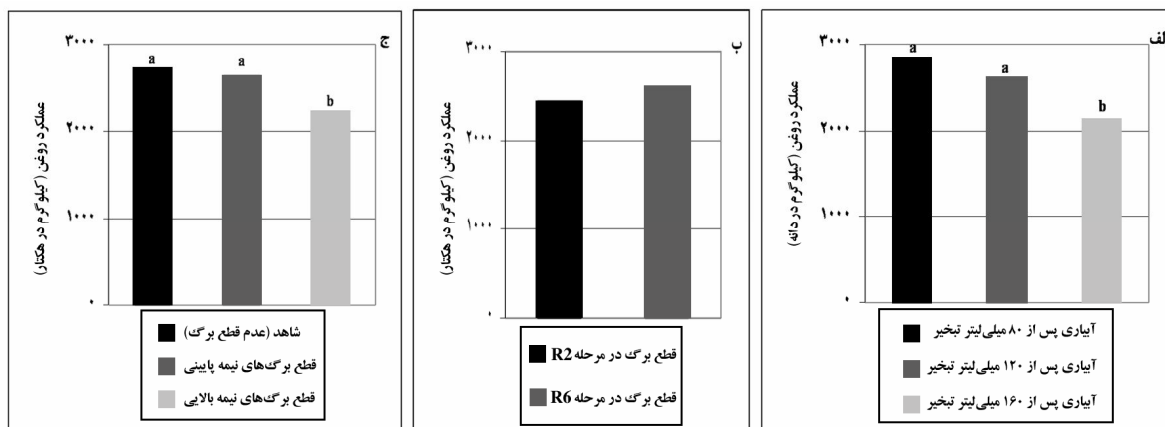 الف
عملکرد روغن (کیلوگرم در دانه)
۳۰۰۰
۲۰۰۰
۱۰۰۰
۰
a
a
b
آبیاری پس از ۸۰ میلی‌لیتر تبخیر
آبیاری پس از ۱۲۰ میلی‌لیتر تبخیر
آبیاری پس از ۱۶۰ میلی‌لیتر تبخیر
ب
عملکرد روغن (کیلوگرم در هکتار)
۳۰۰۰
۲۰۰۰
۱۰۰۰
۰
قطع برگ در مرحله R2
قطع برگ در مرحله R6
ج
عملکرد روغن (کیلوگرم در هکتار)
۳۰۰۰
۲۰۰۰
۱۰۰۰
۰
a
a
b
شاهد (عدم قطع برگ)
قطع برگ‌های نیمه پایینی
قطع برگ‌های نیمه بالایی